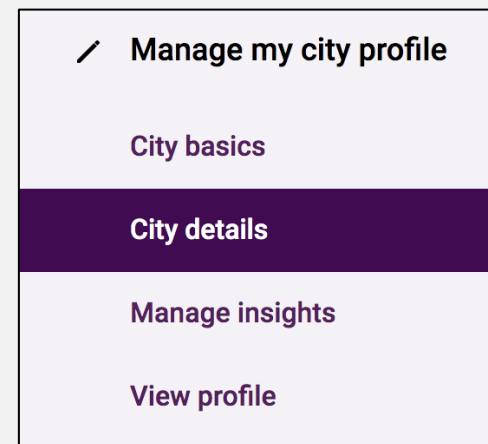 Manage my city profile
City basics
City details
Manage insights
View profile